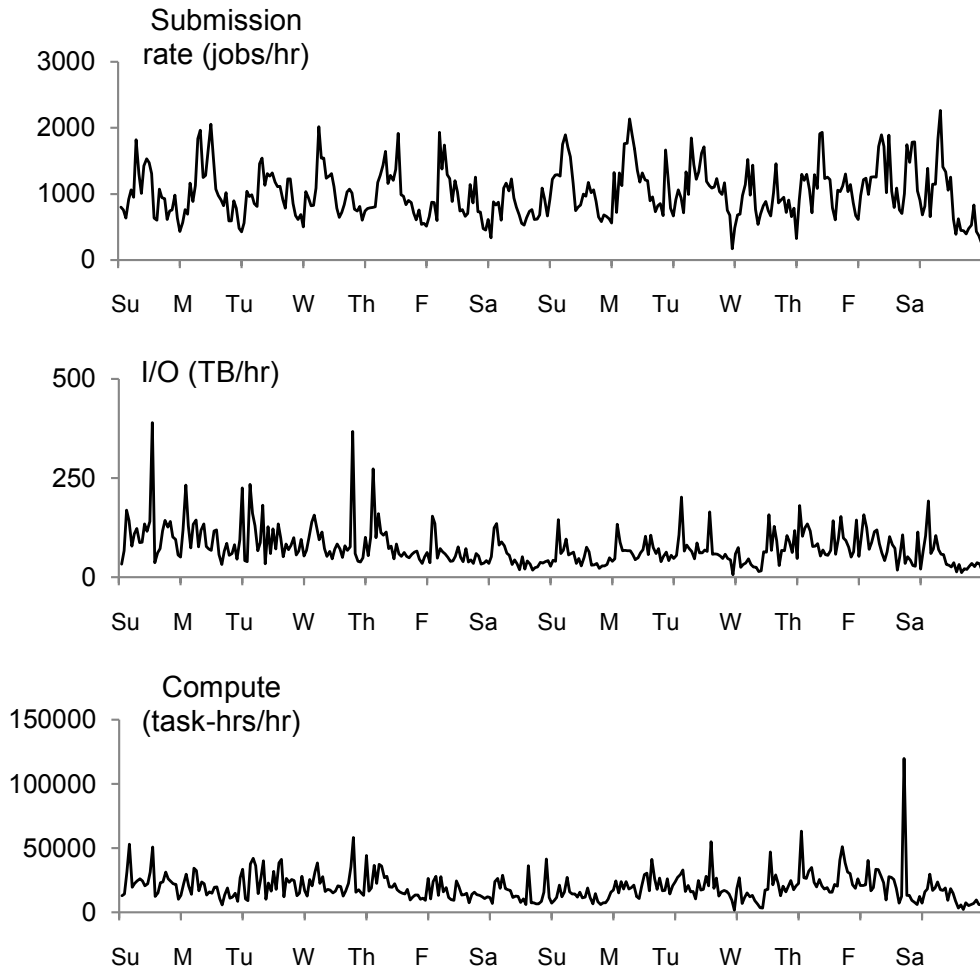 Submission
rate (jobs/hr)
3000
2000
1000
0
Su M Tu W Th F Sa Su M Tu W Th F Sa
I/O (TB/hr)
500
250
0
Su M Tu W Th F Sa Su M Tu W Th F Sa
Compute
(task-hrs/hr)
150000
100000
50000
0
Su M Tu W Th F Sa Su M Tu W Th F Sa